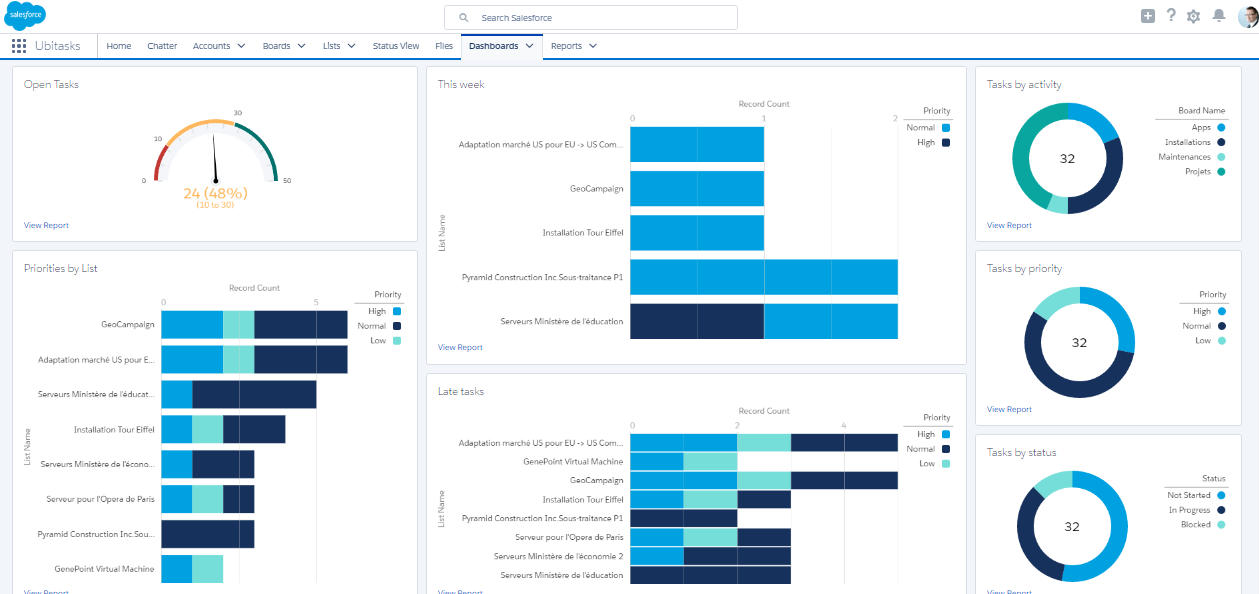 salesforce
Search Salesforce
Ubitasks
Home
Chatter
Accounts
Boards
Lists
Status View
Files
Dashboards
Reports
Open Tasks
0
10
30
50
24 (48%)
(10 to 30)
View Report
Priorities by List
Record Count
0
5
Priority
High
Normal
Low
List Name
GeoCampaign
Adaptation marché US pour E...
Serveurs Ministère de l'éducat...
Installation Tour Eiffel
Serveurs Ministère de l'écono...
Serveur pour l'Opera de Paris
Pyramid Construction Inc.Sou...
GenePoint Virtual Machine
View Report
This week
Record Count
0
1
2
Priority
Normal
High
List Name
Adaptation marché US pour EU -> US Com...
GeoCampaign
Installation Tour Eiffel
Pyramid Construction Inc.Sous-traitance P1
Serveurs Ministère de l'éducation
View Report
Late tasks
Record Count
0
2
4
Priority
High
Normal
Low
List Name
Adaptation marché US pour EU -> US Com...
GenePoint Virtual Machine
GeoCampaign
Installation Tour Eiffel
Pyramid Construction Inc.Sous-traitance P1
Serveur pour l'Opera de Paris
Serveurs Ministère de l'économie 2
Serveurs Ministère de l'éducation
View Report
Tasks by activity
32
Board Name
Apps
Installations
Maintenances
Projets
View Report
Tasks by priority
32
Priority
High
Normal
Low
View Report
Tasks by status
32
Status
Not Started
In Progress
Blocked
View Report